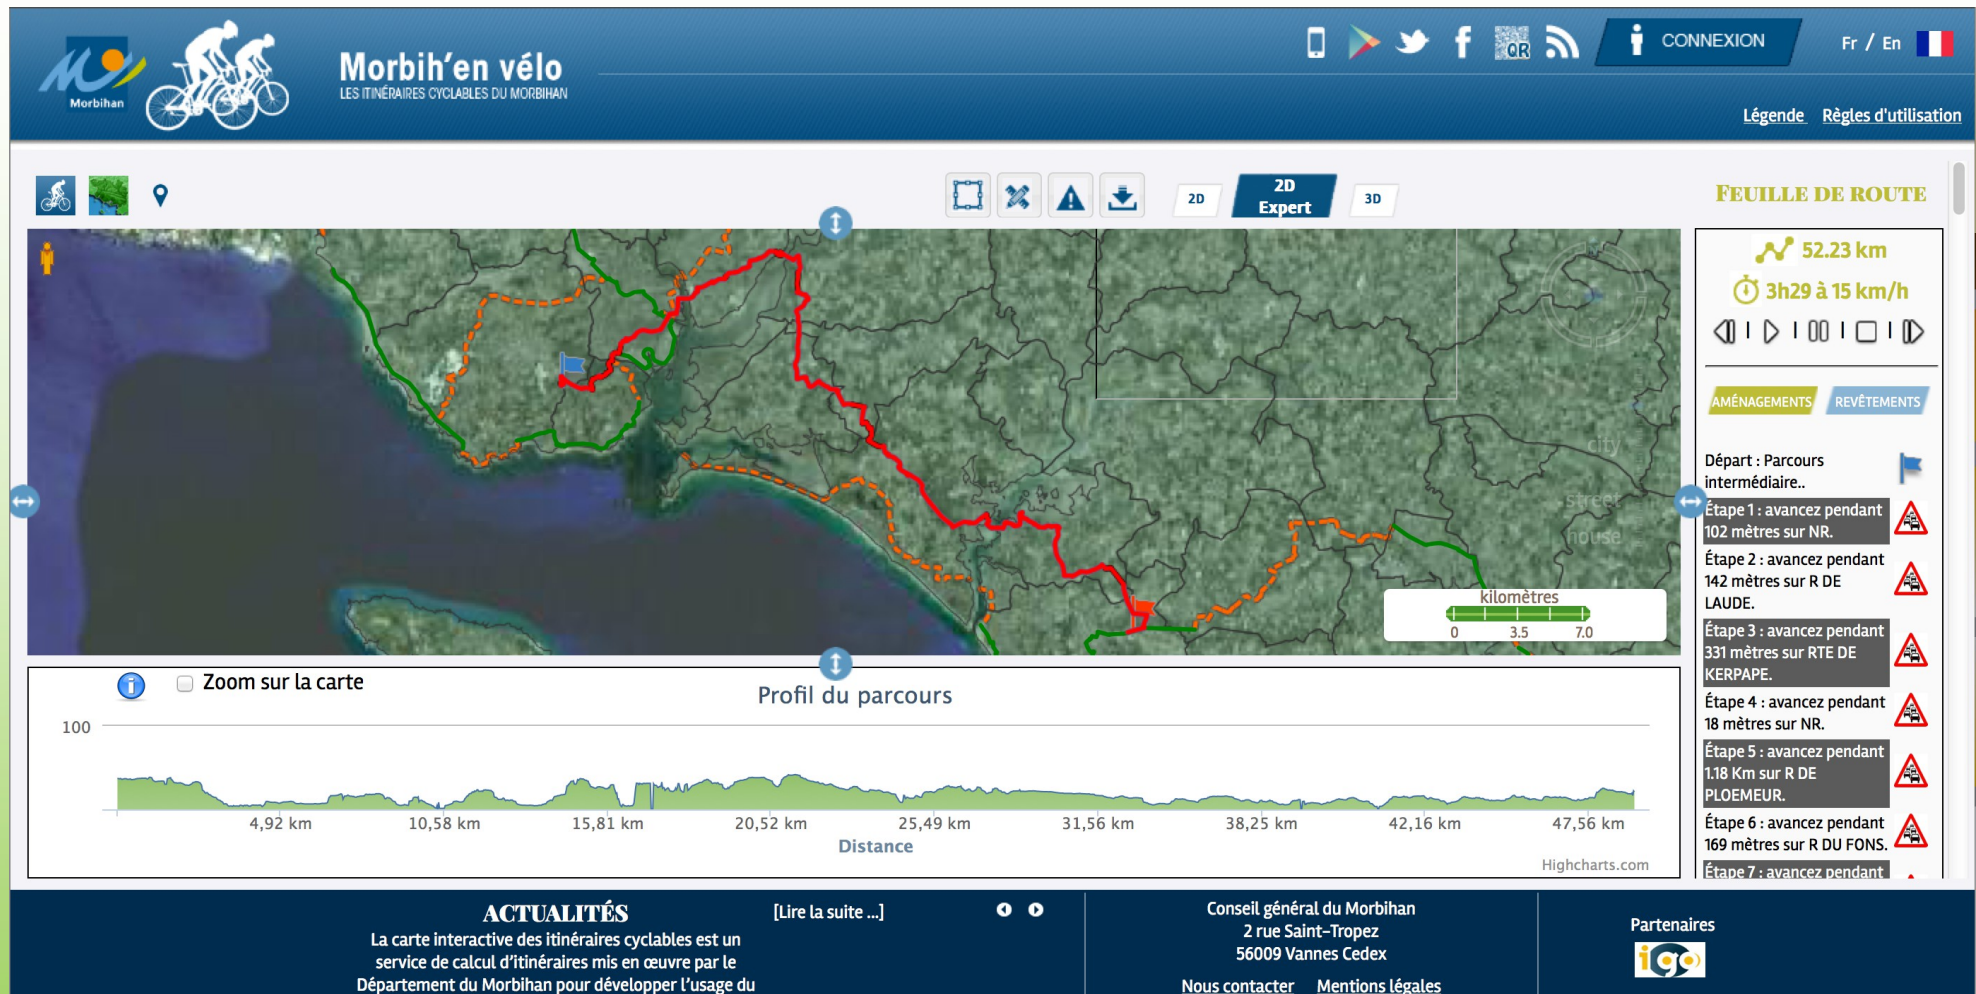 Morbihan
Morbih'en vélo
LES ITINÉRAIRES CYCLABLES DU MORBIHAN
QR
CONNEXION
Fr / En
Légende
Règles d'utilisation
2D
2D
Expert
3D
FEUILLE DE ROUTE
52.23 km
3h29 à 15 km/h
AMÉNAGEMENTS
REVÊTEMENTS
Départ : Parcours
intermédiaire..
Étape 1 : avancez pendant
102 mètres sur NR.
Étape 2 : avancez pendant
142 mètres sur R DE
LAUDE.
Étape 3 : avancez pendant
331 mètres sur RTE DE
KERPAPE.
Étape 4 : avancez pendant
18 mètres sur NR.
Étape 5 : avancez pendant
1.18 Km sur R DE
PLOEMEUR.
Étape 6 : avancez pendant
169 mètres sur R DU FONS.
Étape 7 : avancez pendant
city
street
house
kilomètres
0 3.5 7.0
Zoom sur la carte
Profil du parcours
100
4,92 km 10,58 km 15,81 km 20,52 km 25,49 km 31,56 km 38,25 km 42,16 km 47,56 km
Distance
Highcharts.com
ACTUALITÉS
[Lire la suite ...]
La carte interactive des itinéraires cyclables est un
service de calcul d'itinéraires mis en œuvre par le
Département du Morbihan pour développer l'usage du
Conseil général du Morbihan
2 rue Saint-Tropez
56009 Vannes Cedex
Nous contacter Mentions légales
Partenaires
igo